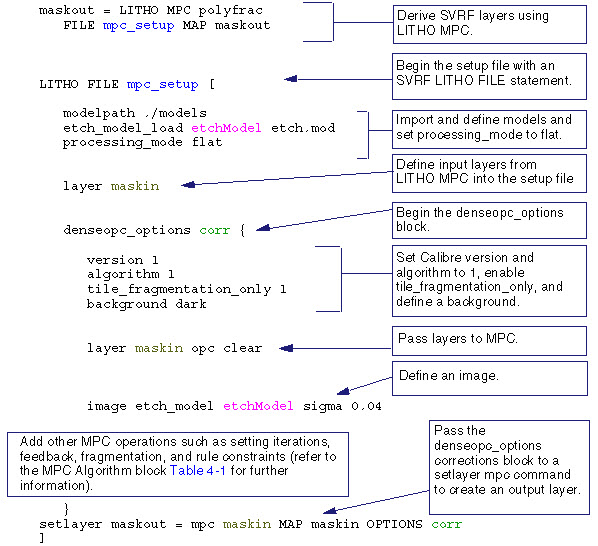 maskout = LITHO MPC polyfrac
FILE mpc_setup MAP maskout
Derive SVRF layers using
LITHO MPC.
LITHO FILE mpc_setup [
Begin the setup file with an
SVRF LITHO FILE statement.
modelpath ./models
etch_model_load etchModel etch.mod
processing_mode flat
Import and define models and
set processing_mode to flat.
layer maskin
Define input layers from
LITHO MPC into the setup file
denseopc_options corr {
Begin the denseopc_options
block.
version 1
algorithm 1
tile_fragmentation_only 1
background dark
Set Calibre version and
algorithm to 1, enable
tile_fragmentation_only, and
define a background.
layer maskin opc clear
Pass layers to MPC.
Define an image.
image etch_model etchModel sigma 0.04
Add other MPC operations such as setting iterations,
feedback, fragmentation, and rule constraints (refer to
the MPC Algorithm block Table 4-1 for further
information).
Pass the
denseopc_options
corrections block to a
setlayer mpc command
to create an output layer.
}
setlayer maskout = mpc maskin MAP maskin OPTIONS corr
]